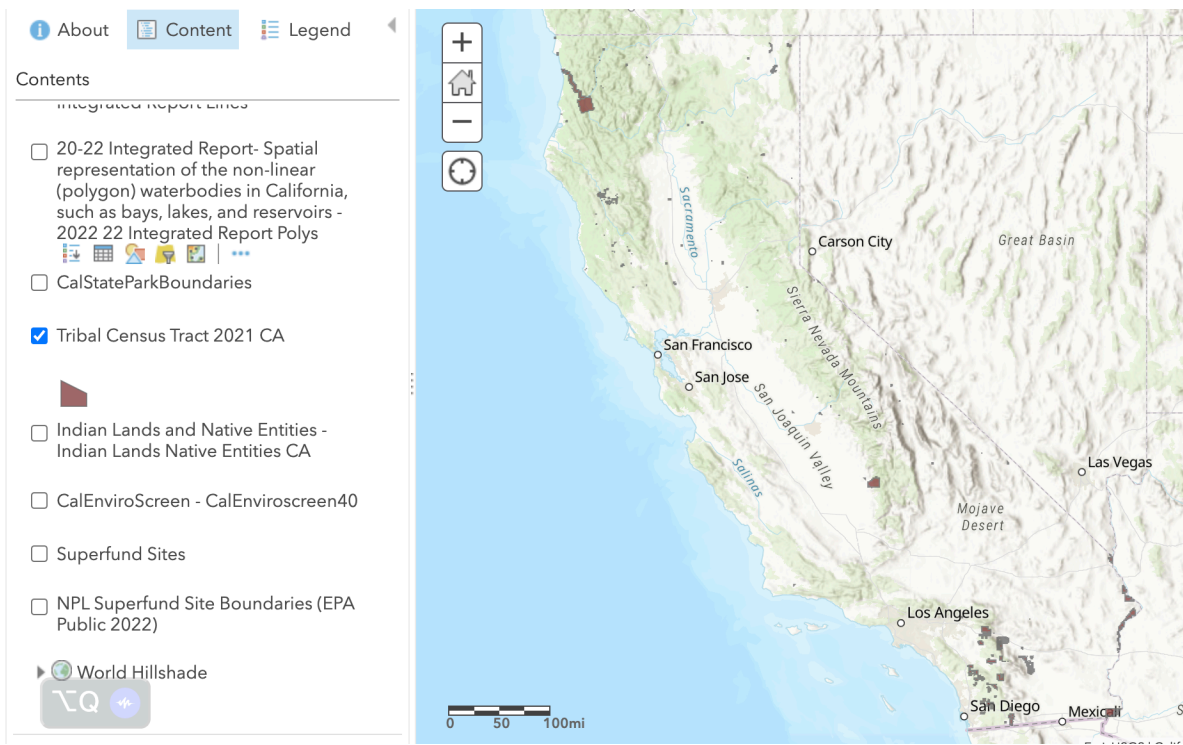 About
Content
Legend
Contents
Integrated Report Lines
20-22 Integrated Report- Spatial
representation of the non-linear
(polygon) waterbodies in California,
such as bays, lakes, and reservoirs -
2022 22 Integrated Report Polys
CalStateParkBoundaries
Tribal Census Tract 2021 CA
Indian Lands and Native Entities -
Indian Lands Native Entities CA
CalEnviroScreen - CalEnviroscreen40
Superfund Sites
NPL Superfund Site Boundaries (EPA
Public 2022)
World Hillshade
⌥Q
Sacramento
Carson City
Great Basin
Sierra Nevada Mountains
San Francisco
San Jose
San Joaquin Valley
Salinas
Las Vegas
Mojave
Desert
Los Angeles
San Diego
Mexicali
0 50 100mi